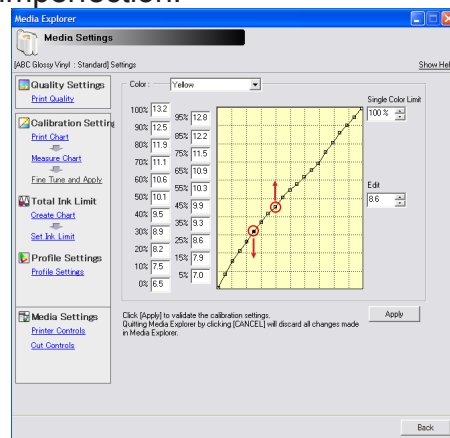 imperfection.
Media Explorer
Media Settings
[ABC Glossy Vinyl : Standard] Settings
Show Hel
Quality Settings
Print Quality
Calibration Setting
Print Chart
Measure Chart
Fine Tune and Apply
Total Ink Limit
Create Chart
Set Ink Limit
Profile Settings
Profile Settings
Media Settings
Printer Controls
Cut Controls
Color :
Yellow
100% 13.2
95% 12.8
90% 12.5
85% 12.2
80% 11.9
75% 11.5
70% 11.1
65% 10.9
60% 10.6
55% 10.3
50% 10.1
45% 9.9
40% 9.5
35% 9.3
30% 8.9
25% 8.6
20% 8.2
15% 7.9
10% 7.5
5% 7.0
0% 6.5
Single Color Limit
100 %
Edit
8.6
Click [Apply] to validate the calibration settings.
Quitting Media Explorer by clicking [CANCEL] will discard all changes made
in Media Explorer.
Apply
Back